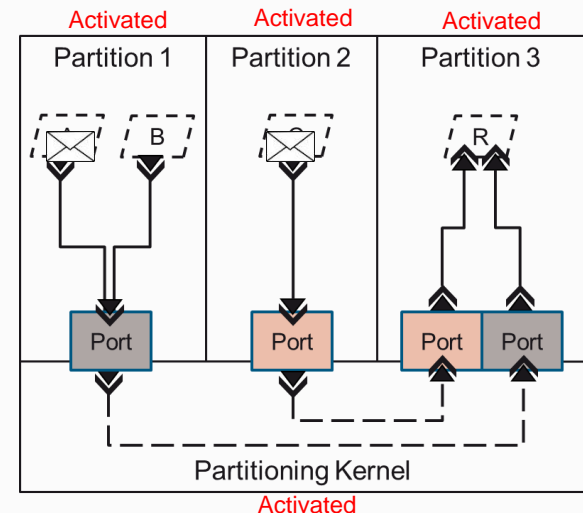 Activated
Activated
Activated
Partition 1
Partition 2
Partition 3
B
R
Port
Port
Port
Port
Partitioning Kernel
Activated